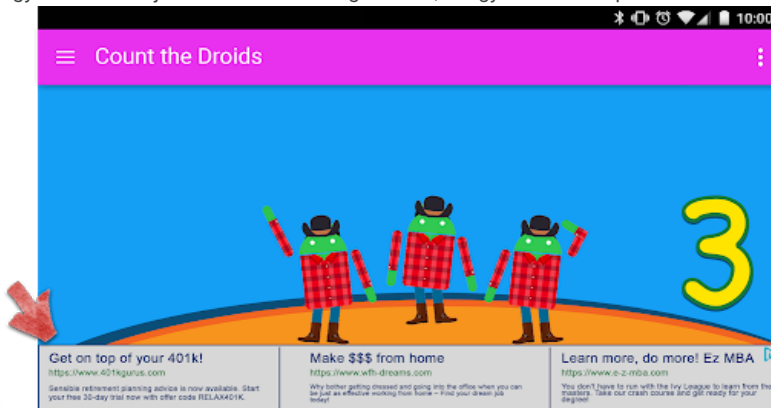 10:00
Count the Droids
3
Get on top of your 401k!
https://www.401kgurus.com
Sensible retirement planning advice is now available. Start
your free 30-day trial now with offer code RELAX401K.
Make $$$ from home
https://www.wfh-dreams.com
Why bother getting dressed and going into the office when you can
be just as effective working from home – Find your dream job
today!
Learn more, do more! Ez MBA
https://www.e-z-mba.com
You don't have to run with the Ivy League to learn from the
masters. Take our crash course and get ready for your
degree!